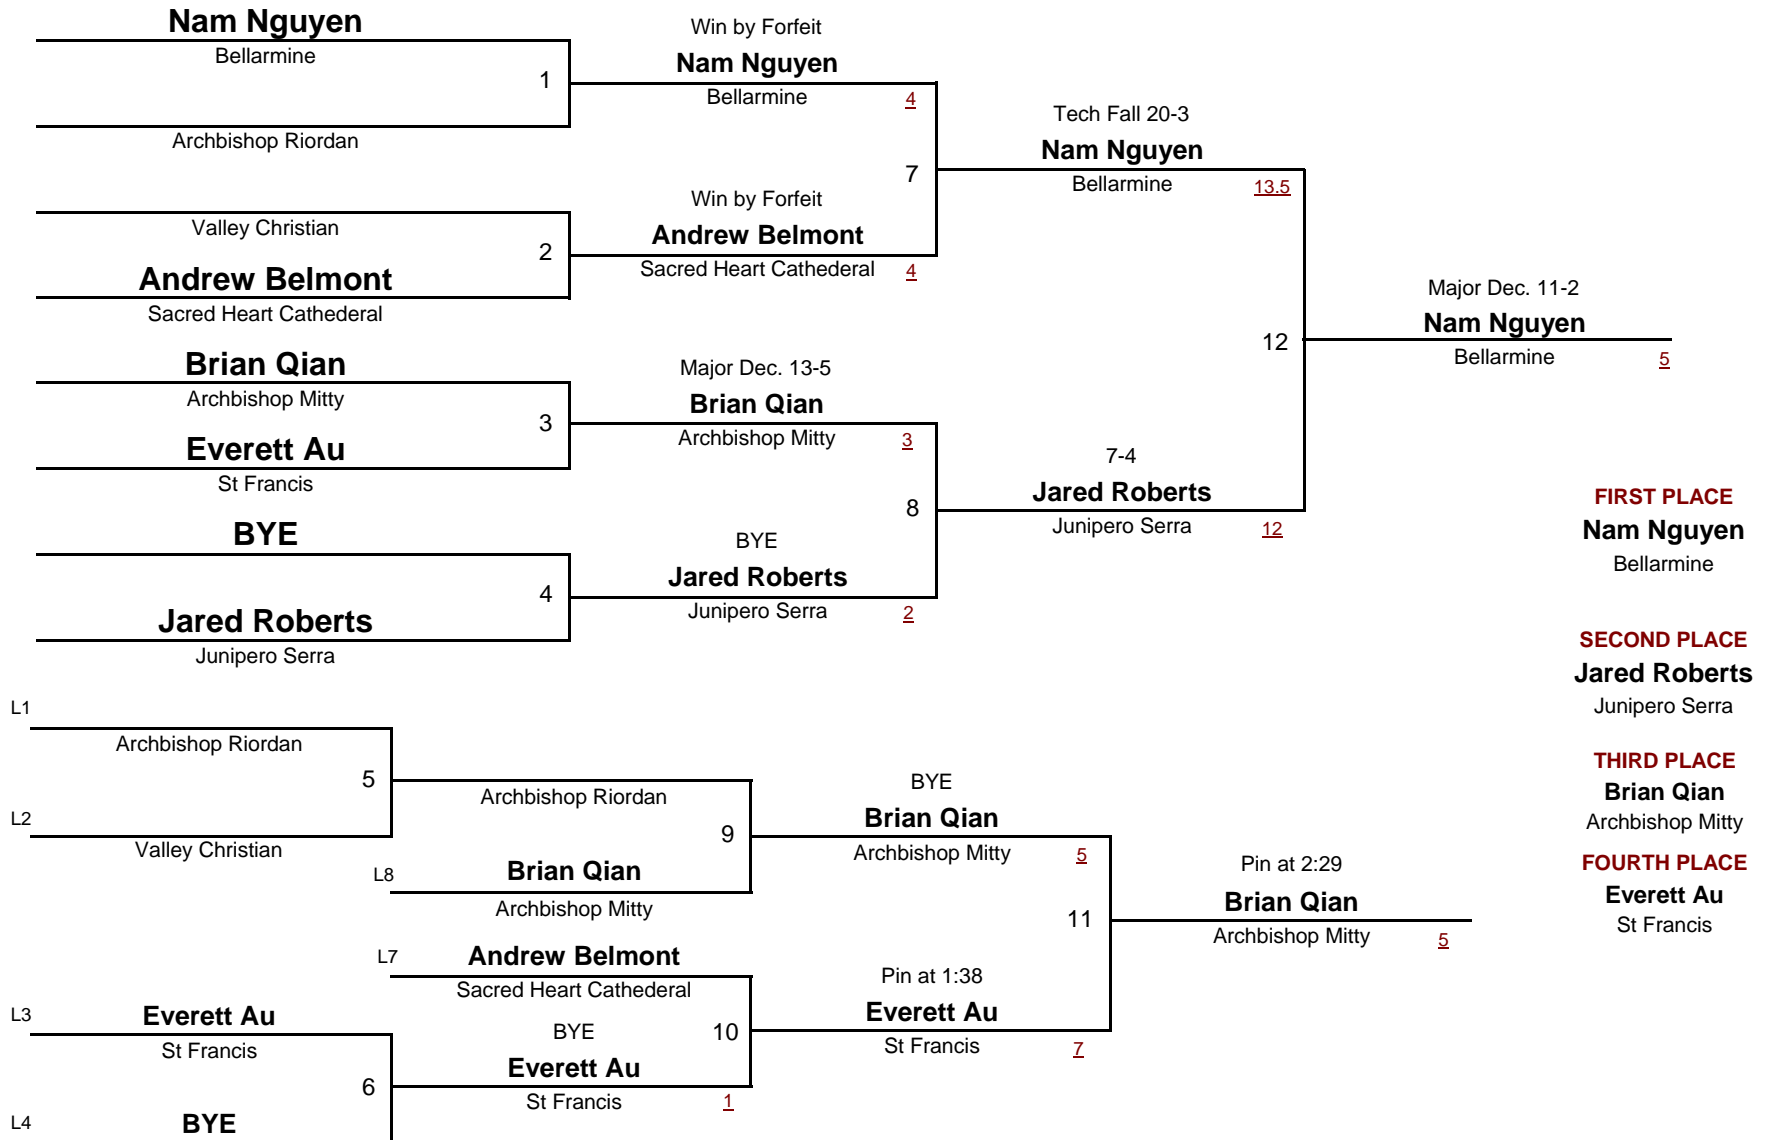 Nam Nguyen
Bellarmine
1
Archbishop Riordan
Valley Christian
2
Andrew Belmont
Sacred Heart Cathederal
Brian Qian
Archbishop Mitty
3
Everett Au
St Francis
BYE
4
Jared Roberts
Junipero Serra
Win by Forfeit
Nam Nguyen
Bellarmine 4
7
Win by Forfeit
Andrew Belmont
Sacred Heart Cathederal 4
Major Dec. 13-5
Brian Qian
Archbishop Mitty 3
8
BYE
Jared Roberts
Junipero Serra 2
Tech Fall 20-3
Nam Nguyen
Bellarmine 13.5
12
7-4
Jared Roberts
Junipero Serra 12
Major Dec. 11-2
Nam Nguyen
Bellarmine 5
FIRST PLACE
Nam Nguyen
Bellarmine
SECOND PLACE
Jared Roberts
Junipero Serra
THIRD PLACE
Brian Qian
Archbishop Mitty
FOURTH PLACE
Everett Au
St Francis
L1
Archbishop Riordan
5
L2
Valley Christian
Archbishop Riordan
9
L8
Brian Qian
Archbishop Mitty
L7
Andrew Belmont
Sacred Heart Cathederal
10
L3
Everett Au
St Francis
6
L4
BYE
BYE
Everett Au
St Francis 1
BYE
Brian Qian
Archbishop Mitty 5
11
Pin at 1:38
Everett Au
St Francis 7
Pin at 2:29
Brian Qian
Archbishop Mitty 5